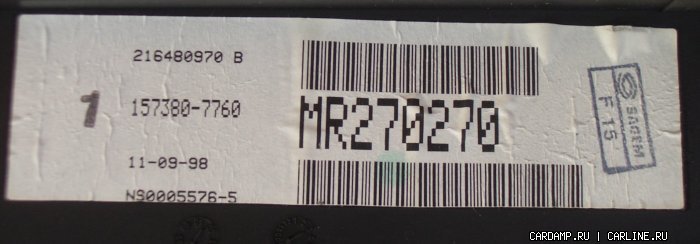 216480970 B
1
157380-7760
MR270270
11-09-98
N90005576-5
SAGEM
F 15
CARDAMP.RU | CARLINE.RU